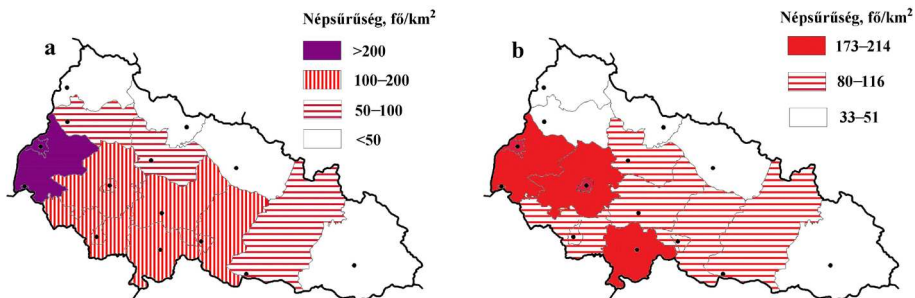 a
Népsűrűség, fő/km²
>200
100–200
50–100
<50
b
Népsűrűség, fő/km²
173–214
80–116
33–51